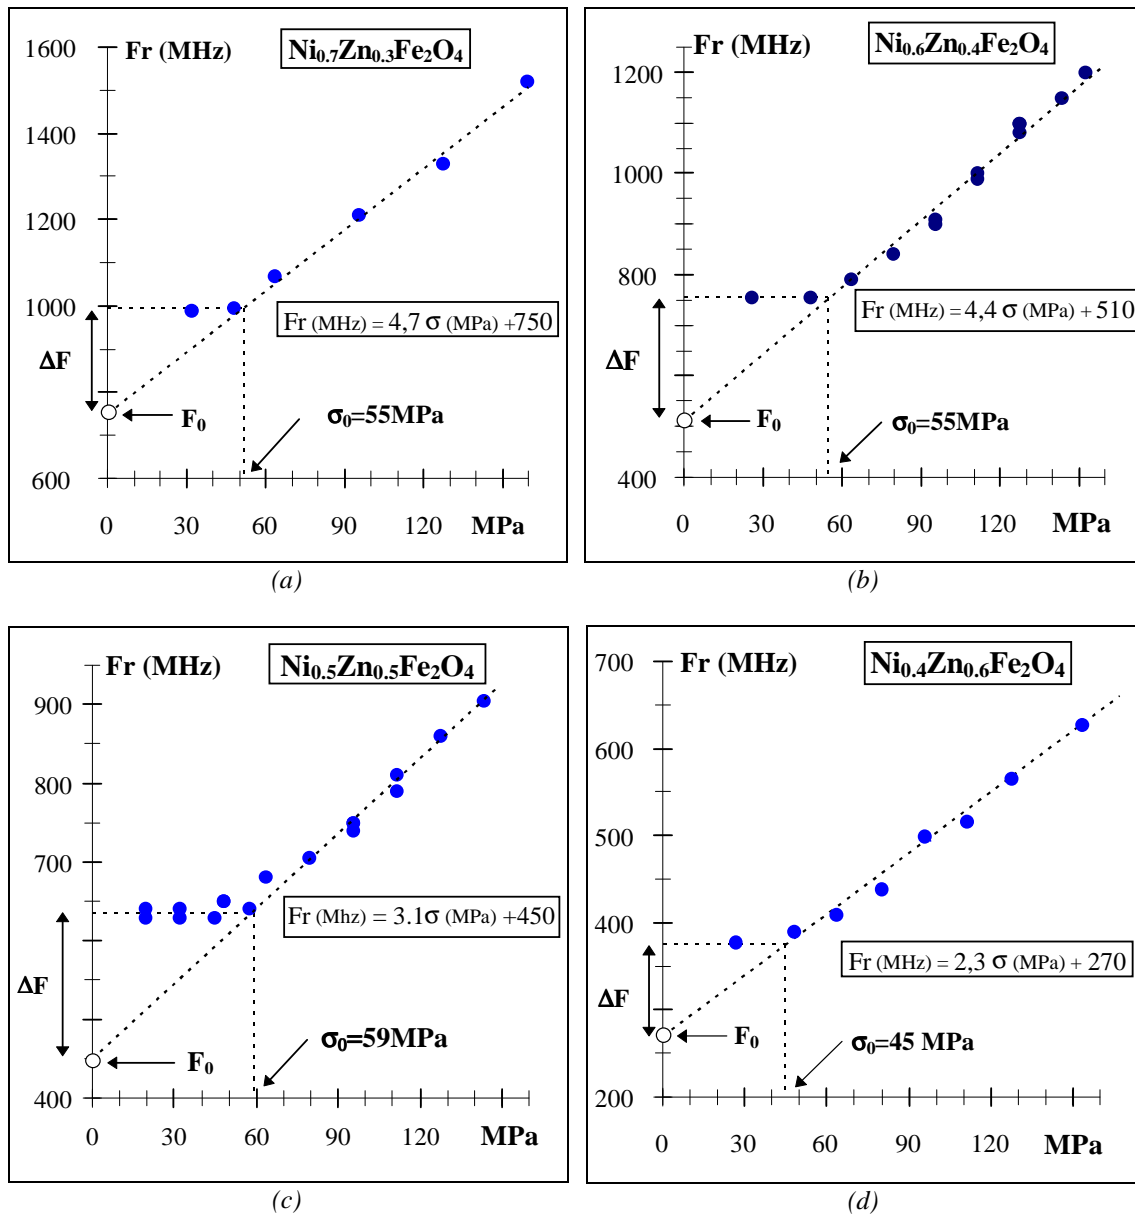 Fr (MHz)
Ni0.7Zn0.3Fe2O4
1600
1400
1200
1000
600
Fr (MHz) = 4,7 σ (MPa) +750
ΔF
F0
σ0=55MPa
0 30 60 90 120 MPa
(a)
Fr (MHz)
Ni0.6Zn0.4Fe2O4
1200
1000
800
400
Fr (MHz) = 4,4 σ (MPa) + 510
ΔF
F0
σ0=55MPa
0 30 60 90 120 MPa
(b)
Fr (MHz)
Ni0.5Zn0.5Fe2O4
900
800
700
400
Fr (Mhz) = 3.1σ (MPa) +450
ΔF
F0
σ0=59MPa
0 30 60 90 120 MPa
(c)
Fr (MHz)
Ni0.4Zn0.6Fe2O4
700
600
500
400
200
Fr (MHz) = 2,3 σ (MPa) + 270
ΔF
F0
σ0=45 MPa
0 30 60 90 120 MPa
(d)